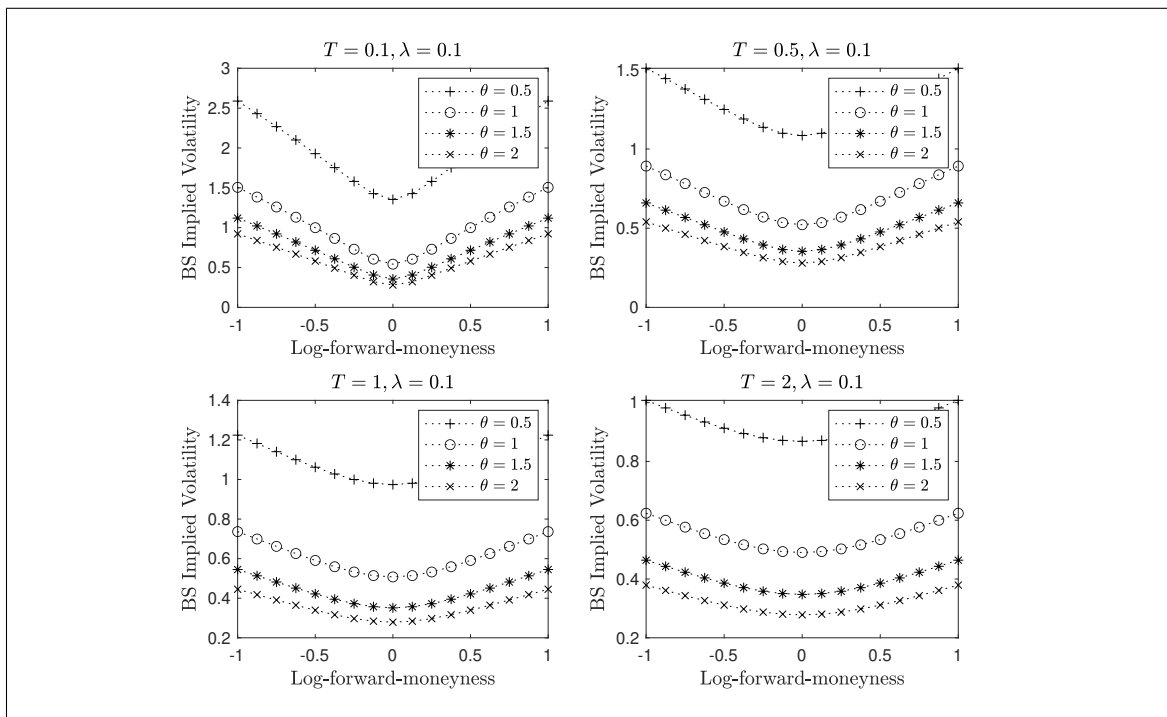 T = 0.1, λ = 0.1
3
2.5
2
1.5
1
0.5
0
BS Implied Volatility
-1 -0.5 0 0.5 1
Log-forward-moneyness
θ = 0.5
θ = 1
θ = 1.5
θ = 2
T = 0.5, λ = 0.1
1.5
1
0.5
0
BS Implied Volatility
-1 -0.5 0 0.5 1
Log-forward-moneyness
θ = 0.5
θ = 1
θ = 1.5
θ = 2
T = 1, λ = 0.1
1.4
1.2
1
0.8
0.6
0.4
0.2
BS Implied Volatility
-1 -0.5 0 0.5 1
Log-forward-moneyness
θ = 0.5
θ = 1
θ = 1.5
θ = 2
T = 2, λ = 0.1
1
0.8
0.6
0.4
0.2
BS Implied Volatility
-1 -0.5 0 0.5 1
Log-forward-moneyness
θ = 0.5
θ = 1
θ = 1.5
θ = 2